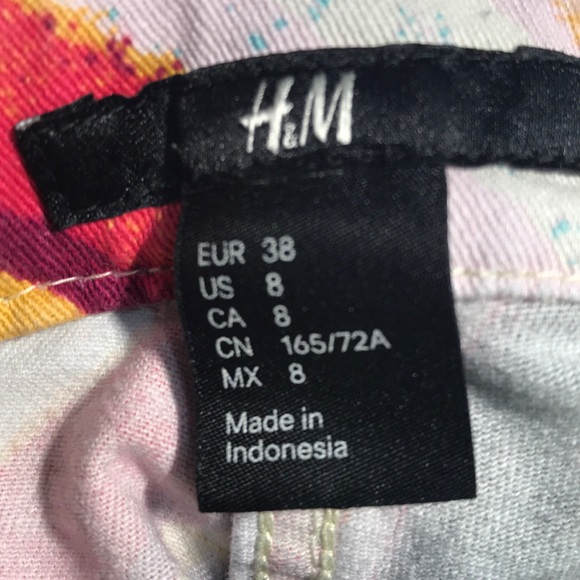 H&M
EUR 38
US 8
CA 8
CN 165/72A
MX 8
Made in
Indonesia